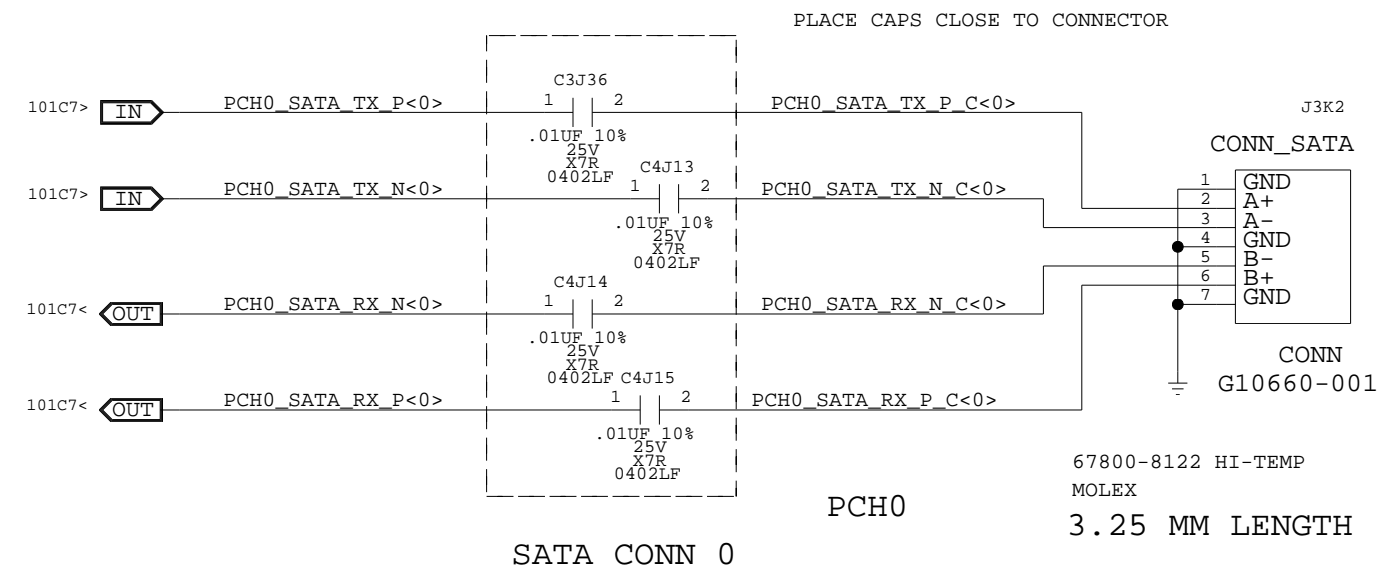 PLACE CAPS CLOSE TO CONNECTOR
C3J36
101C7> IN PCH0_SATA_TX_P<0> 1 2 PCH0_SATA_TX_P_C<0> J3K2
.01UF 10%
25V
X7R
0402LF
CONN_SATA
C4J13
101C7> IN PCH0_SATA_TX_N<0> 1 2 PCH0_SATA_TX_N_C<0>
.01UF 10%
25V
X7R
0402LF
1 GND
2 A+
3 A-
4 GND
5 B-
6 B+
7 GND
C4J14
101C7< OUT PCH0_SATA_RX_N<0> 1 2 PCH0_SATA_RX_N_C<0>
.01UF 10%
25V
X7R
0402LF
CONN
G10660-001
C4J15
101C7< OUT PCH0_SATA_RX_P<0> 1 2 PCH0_SATA_RX_P_C<0>
.01UF 10%
25V
X7R
0402LF
67800-8122 HI-TEMP
MOLEX
3.25 MM LENGTH
PCH0
SATA CONN 0